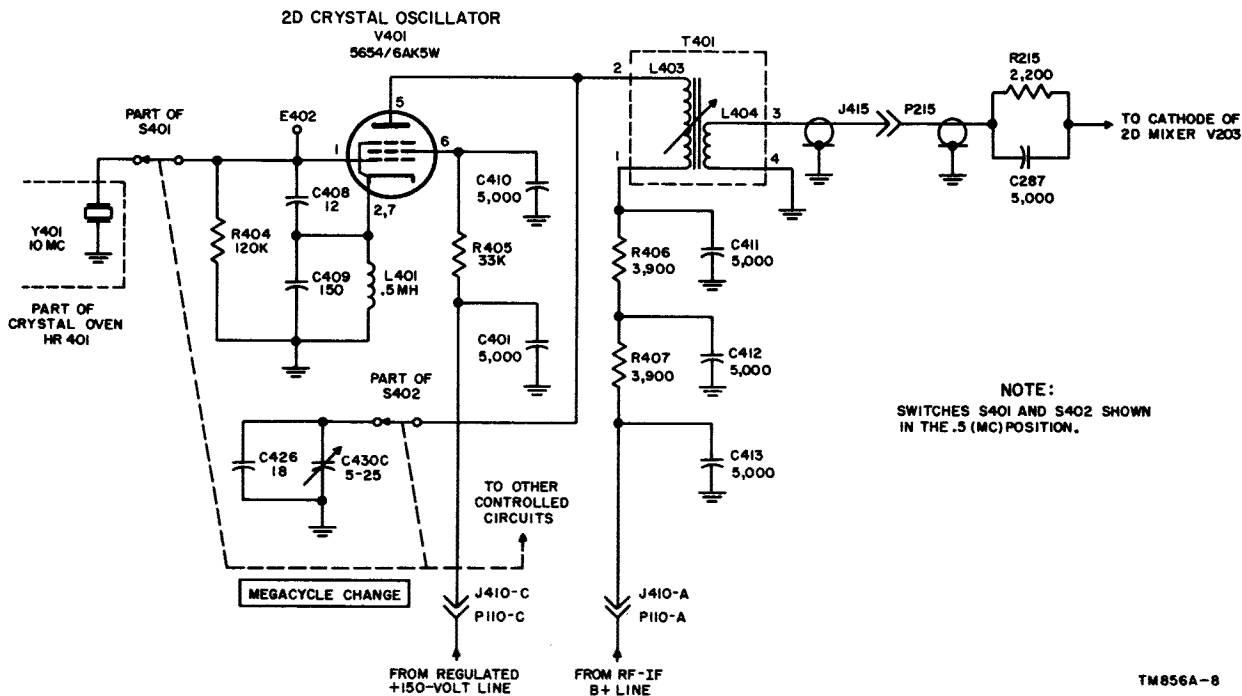 2D CRYSTAL OSCILLATOR
V401
5654/6AK5W
PART OF
S401
E402
5
1
6
2,7
Y401
10 MC
PART OF
CRYSTAL OVEN
HR 401
R404
120K
C408
12
C409
150
L401
.5MH
C410
5,000
R405
33K
C401
5,000
PART OF
S402
C426
18
C430C
5-25
TO OTHER
CONTROLLED
CIRCUITS
MEGACYCLE CHANGE
J410-C
P110-C
FROM REGULATED
+150-VOLT LINE
T401
2
L403
L404
3
1
4
J415
P215
R215
2,200
C287
5,000
TO CATHODE OF
2D MIXER V203
R406
3,900
C411
5,000
R407
3,900
C412
5,000
C413
5,000
J410-A
P110-A
FROM RF-IF
B+ LINE
NOTE:
SWITCHES S401 AND S402 SHOWN
IN THE .5 (MC) POSITION.
TM856A-8